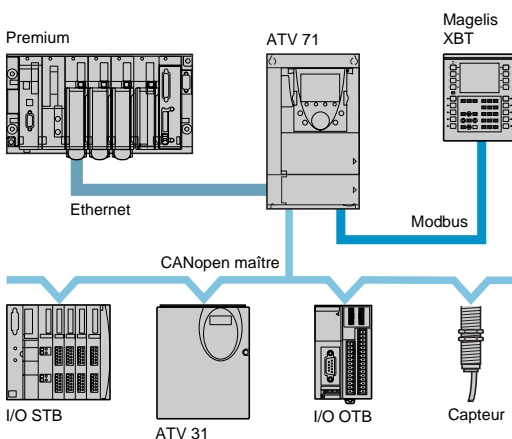 Premium
ATV 71
Magelis
XBT
Ethernet
Modbus
CANopen maître
I/O STB
ATV 31
I/O OTB
Capteur